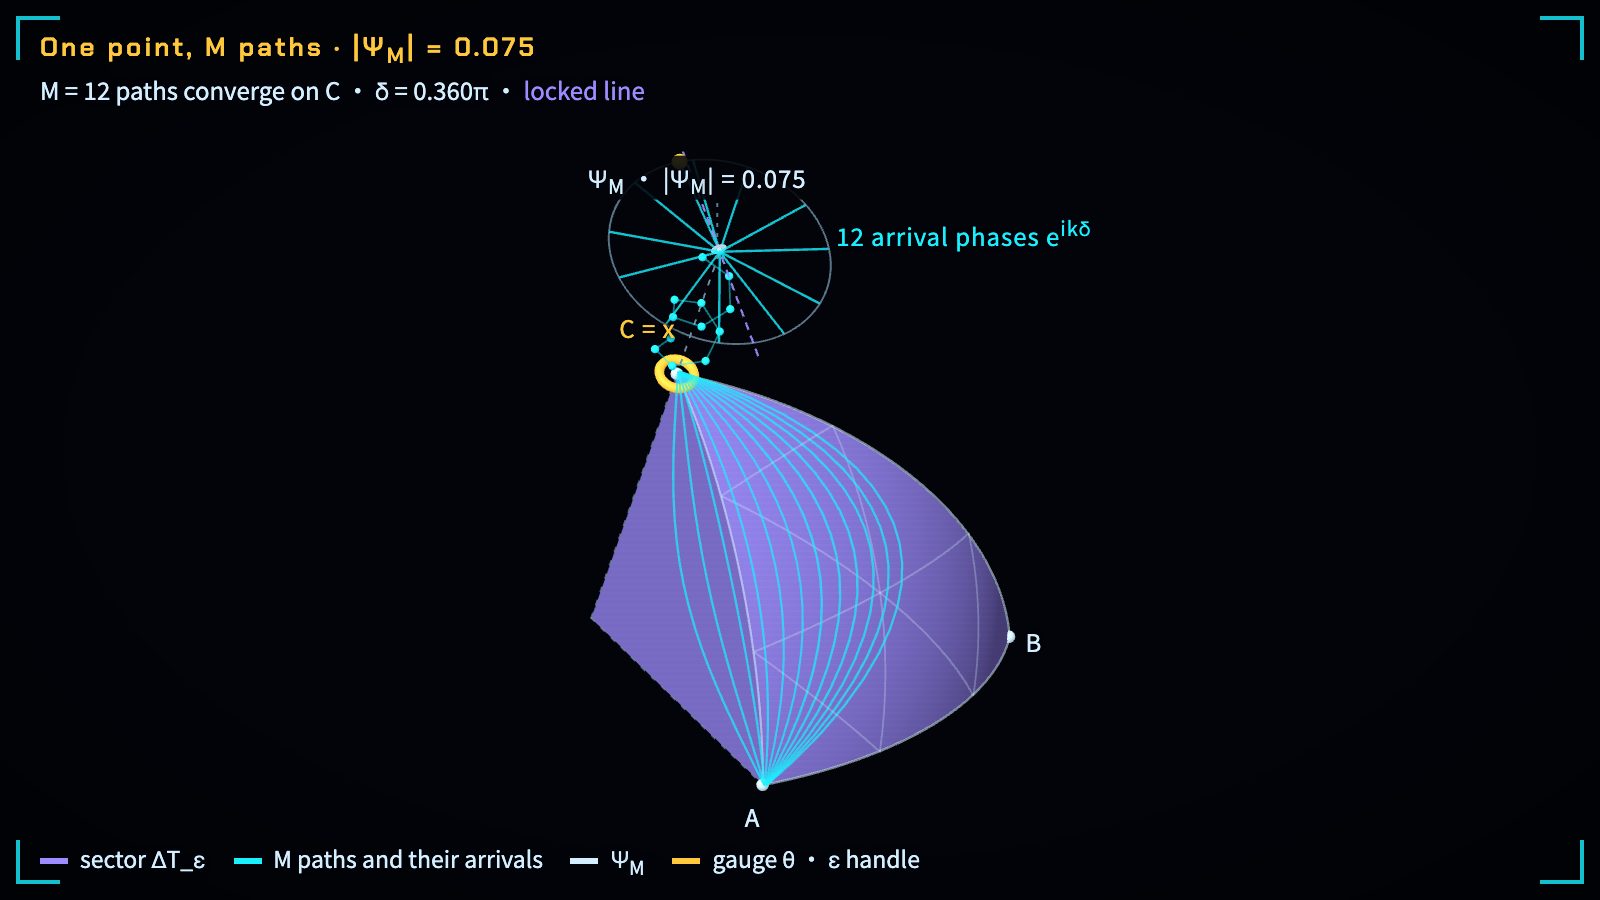 One point, M paths · |Ψ_M| = 0.075
M = 12 paths converge on C • δ = 0.360π • locked line
Ψ_M • |Ψ_M| = 0.075
12 arrival phases e^{ikδ}
C = x
B
A
sector ΔT_ε M paths and their arrivals Ψ_M gauge θ • ε handle